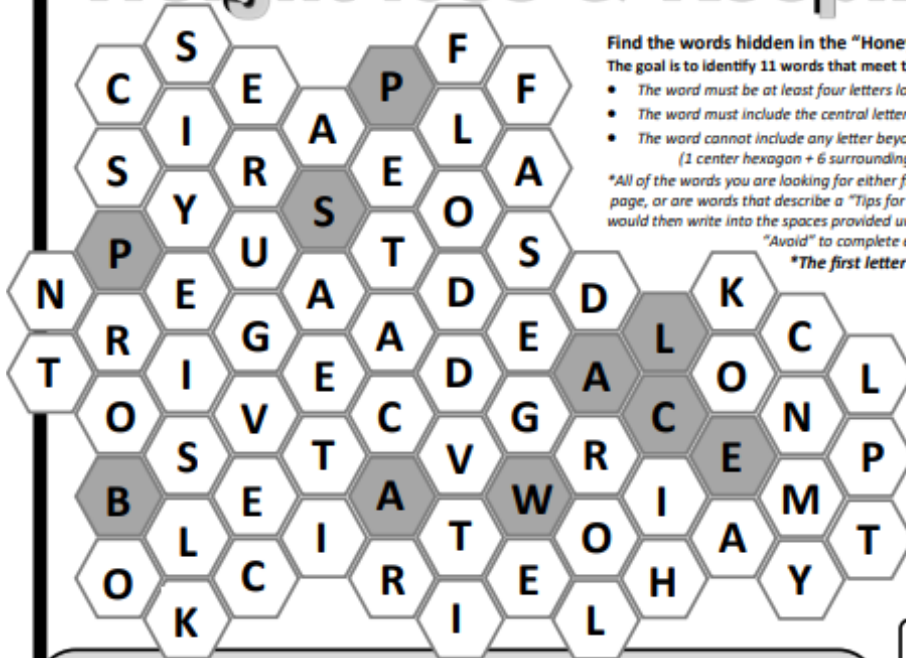 S F
Find the words hidden in the “Hone
The goal is to identify 11 words that meet t
C E P F
• The word must be at least four letters lo
• The word must include the central letter
I A L
• The word cannot include any letter beyo
(1 center hexagon + 6 surrounding
S R E A
*All of the words you are looking for either f
page, or are words that describe a “Tips for
Y S O
would then write into the spaces provided u
“Avoid” to complete
P U T S
*The first letter
N E A D D K
R G A E L C
T I E D A O L
O V C G C N
S T V R E P
B E A W I M
L I T O A T
O C R E H Y
K I L